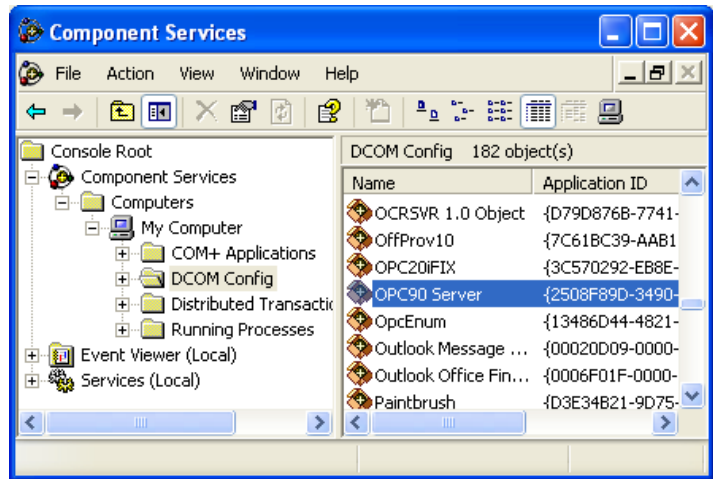 Component Services
File Action View Window Help
Console Root
Component Services
Computers
My Computer
COM+ Applications
DCOM Config
Distributed Transactio
Running Processes
Event Viewer (Local)
Services (Local)
DCOM Config 182 object(s)
Name Application ID
OCRSVR 1.0 Object {D79D876B-7741-
OffProv10 {7C61BC39-AAB1
OPC20iFIX {3C570292-EB8E-
OPC90 Server {2508F89D-3490-
OpcEnum {13486D44-4821-
Outlook Message ... {00020D09-0000-
Outlook Office Fin... {0006F01F-0000-
Paintbrush {D3E34B21-9D75-